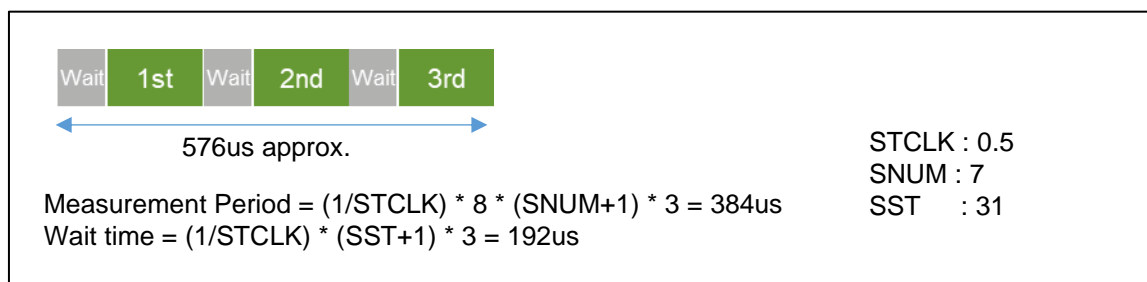 Wait 1st Wait 2nd Wait 3rd
576us approx.
STCLK : 0.5
SNUM : 7
SST : 31
Measurement Period = (1/STCLK) * 8 * (SNUM+1) * 3 = 384us
Wait time = (1/STCLK) * (SST+1) * 3 = 192us